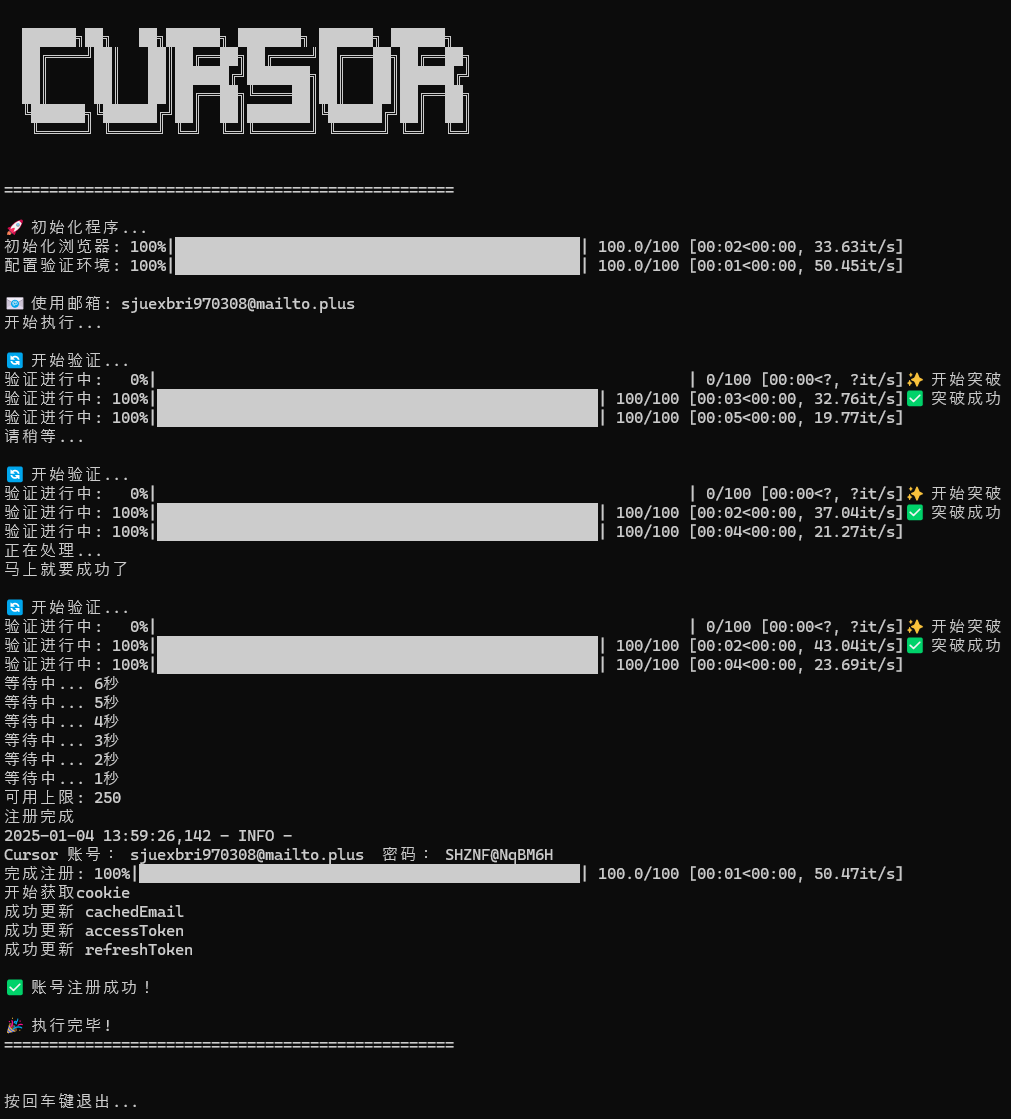 CURSOR
==================================================
🚀 初始化程序...
初始化浏览器: 100%|██████████| 100.0/100 [00:02<00:00, 33.63it/s]
配置验证环境: 100%|██████████| 100.0/100 [00:01<00:00, 50.45it/s]
📧 使用邮箱: sjuexbri970308@mailto.plus
开始执行...
🔄 开始验证...
验证进行中:   0%|          | 0/100 [00:00<?, ?it/s]✨ 开始突破
验证进行中: 100%|██████████| 100/100 [00:03<00:00, 32.76it/s]✅ 突破成功
验证进行中: 100%|██████████| 100/100 [00:05<00:00, 19.77it/s]
请稍等...
🔄 开始验证...
验证进行中:   0%|          | 0/100 [00:00<?, ?it/s]✨ 开始突破
验证进行中: 100%|██████████| 100/100 [00:02<00:00, 37.04it/s]✅ 突破成功
验证进行中: 100%|██████████| 100/100 [00:04<00:00, 21.27it/s]
正在处理...
马上就要成功了
🔄 开始验证...
验证进行中:   0%|          | 0/100 [00:00<?, ?it/s]✨ 开始突破
验证进行中: 100%|██████████| 100/100 [00:02<00:00, 43.04it/s]✅ 突破成功
验证进行中: 100%|██████████| 100/100 [00:04<00:00, 23.69it/s]
等待中... 6秒
等待中... 5秒
等待中... 4秒
等待中... 3秒
等待中... 2秒
等待中... 1秒
可用上限: 250
注册完成
2025-01-04 13:59:26,142 - INFO -
Cursor 账号： sjuexbri970308@mailto.plus  密码： SHZNF@NqBM6H
完成注册: 100%|██████████| 100.0/100 [00:01<00:00, 50.47it/s]
开始获取cookie
成功更新 cachedEmail
成功更新 accessToken
成功更新 refreshToken
✅ 账号注册成功！
🎉 执行完毕!
==================================================
按回车键退出...